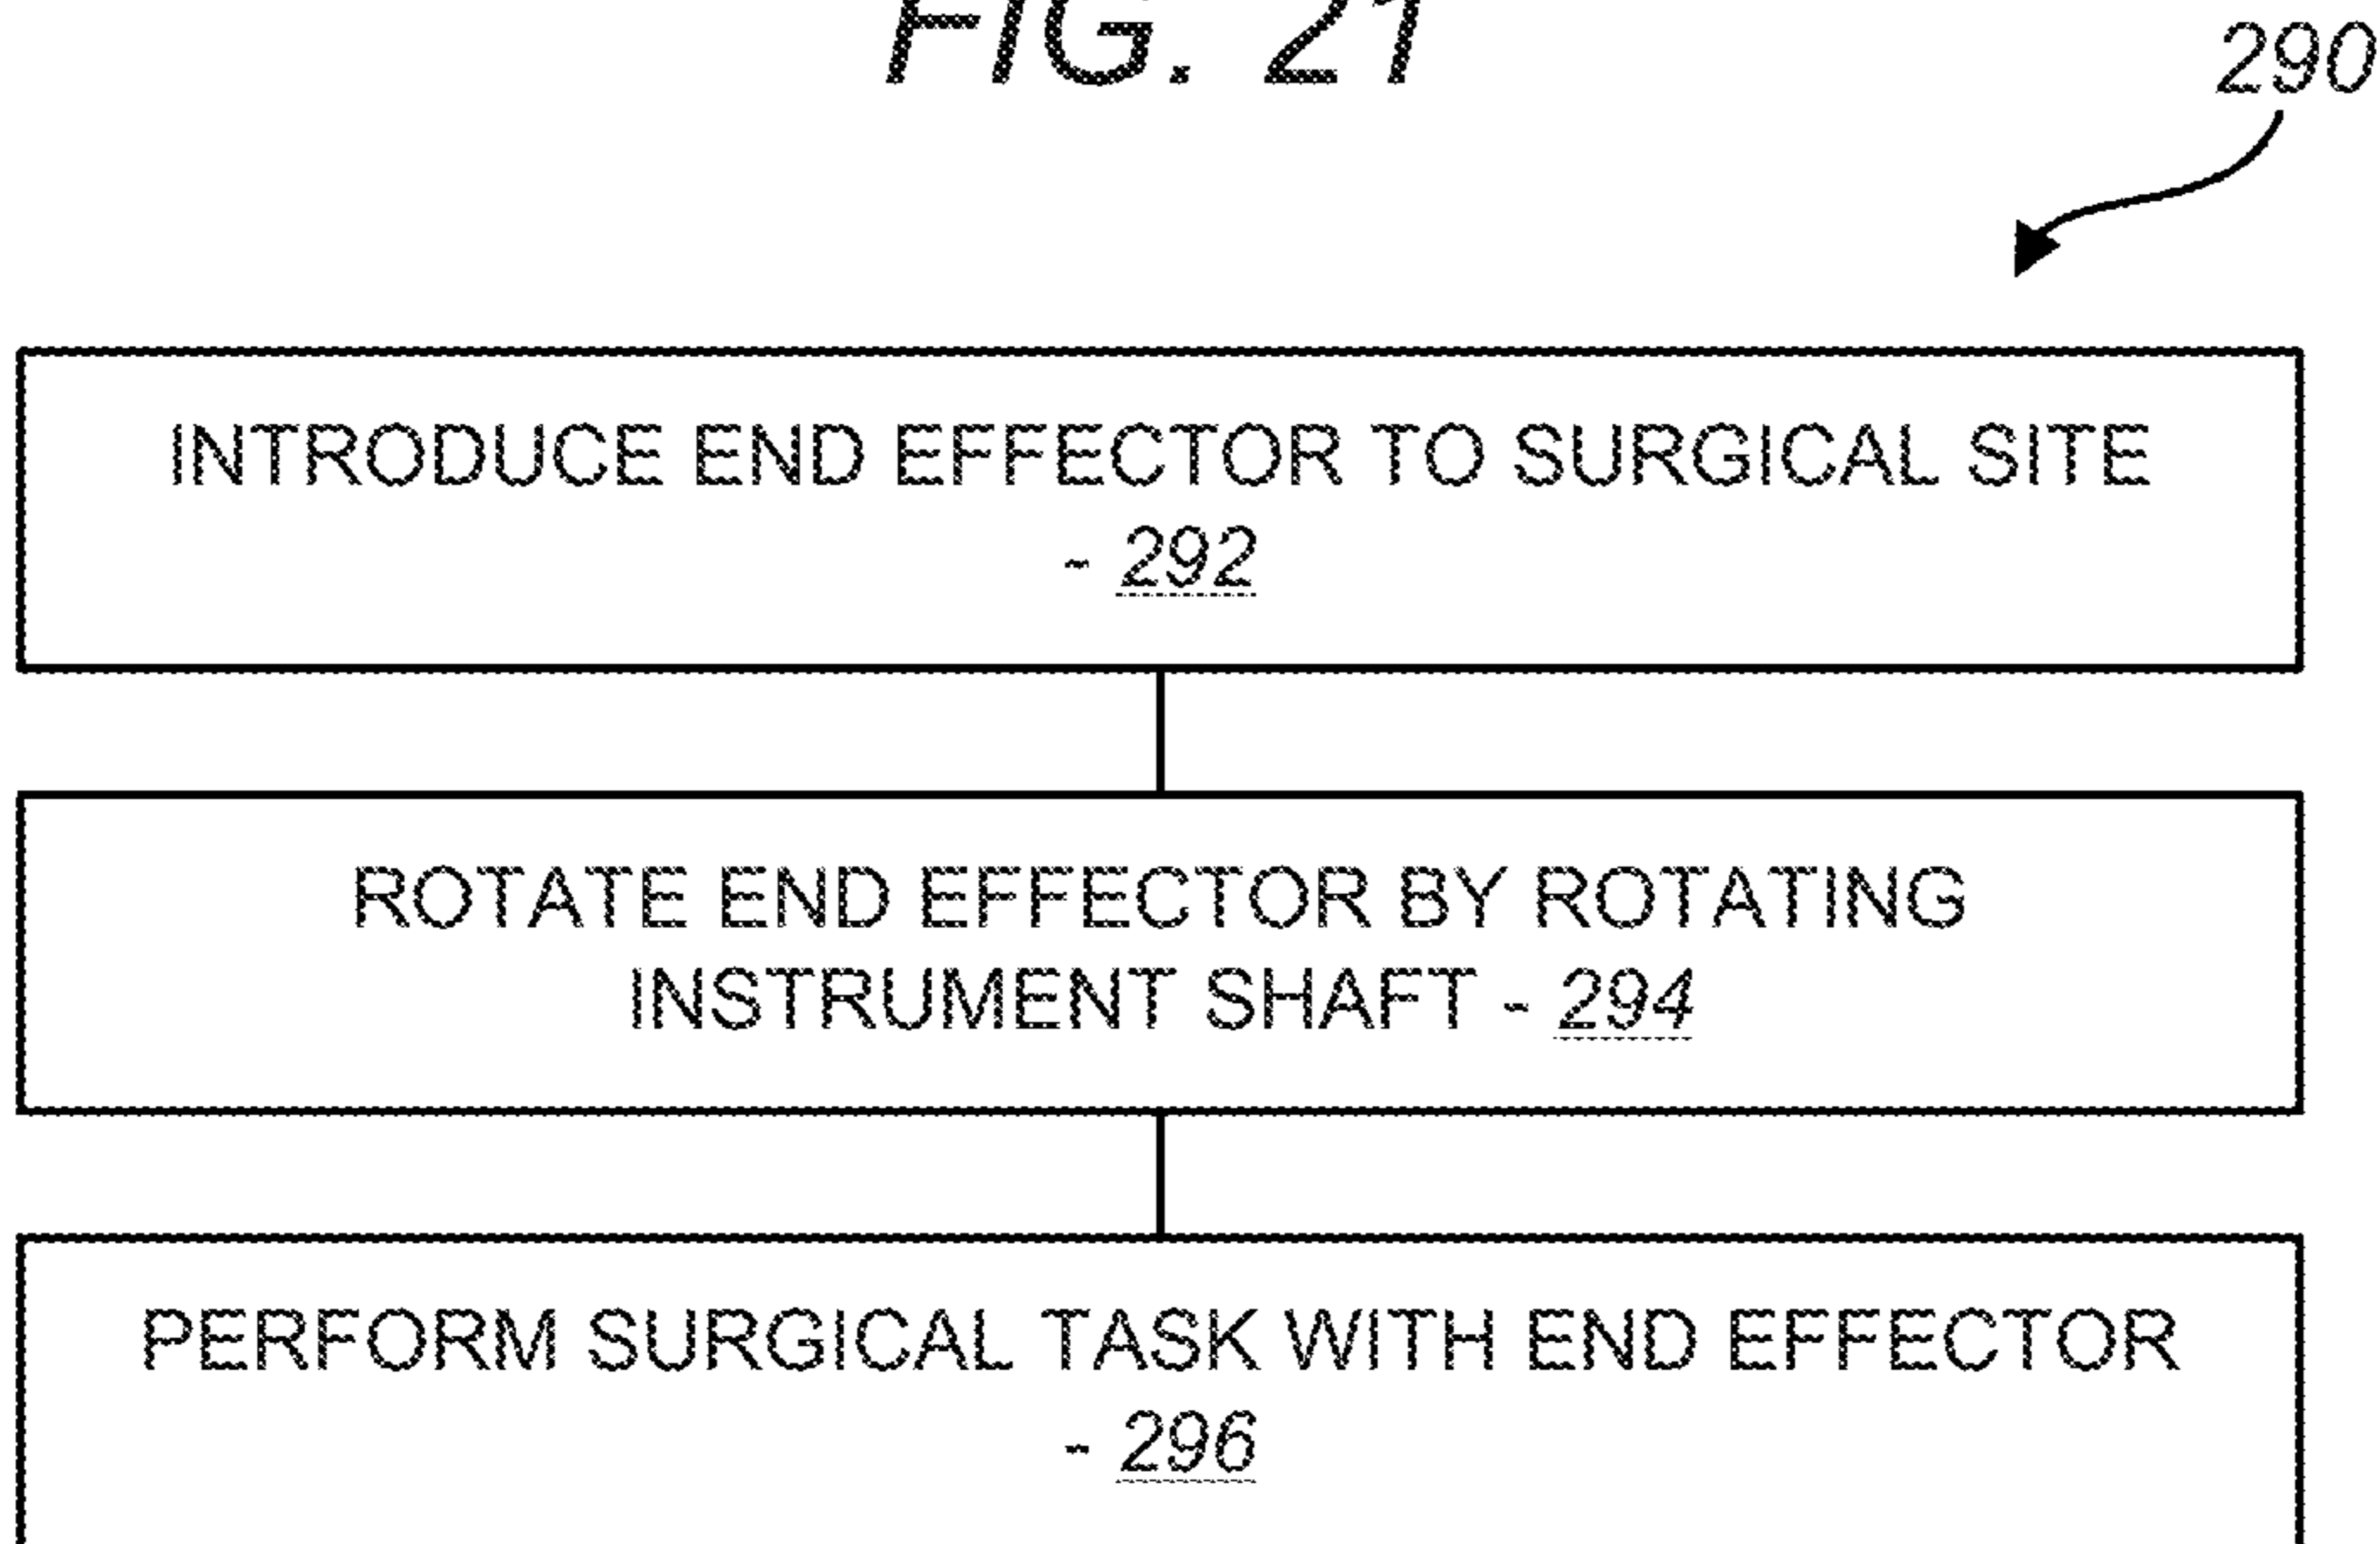 FIG. 21
290
INTRODUCE END EFFECTOR TO SURGICAL SITE
- 292
ROTATE END EFFECTOR BY ROTATING
INSTRUMENT SHAFT - 294
PERFORM SURGICAL TASK WITH END EFFECTOR
- 296